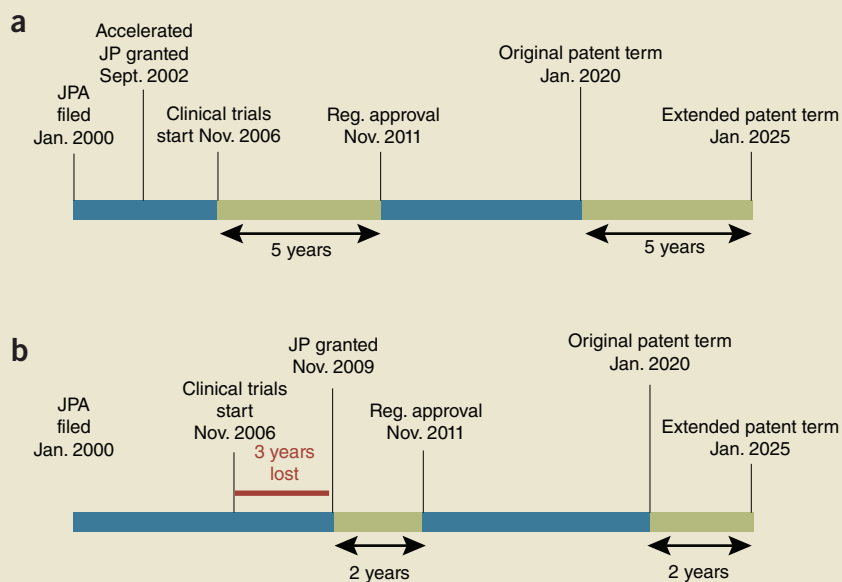 a
Accelerated
JP granted
Sept. 2002
JPA
filed
Jan. 2000
Clinical trials
start Nov. 2006
Reg. approval
Nov. 2011
Original patent term
Jan. 2020
Extended patent term
Jan. 2025
5 years
5 years
b
JPA
filed
Jan. 2000
Clinical trials
start
Nov. 2006
3 years
lost
JP granted
Nov. 2009
Reg. approval
Nov. 2011
Original patent term
Jan. 2020
Extended patent term
Jan. 2025
2 years
2 years